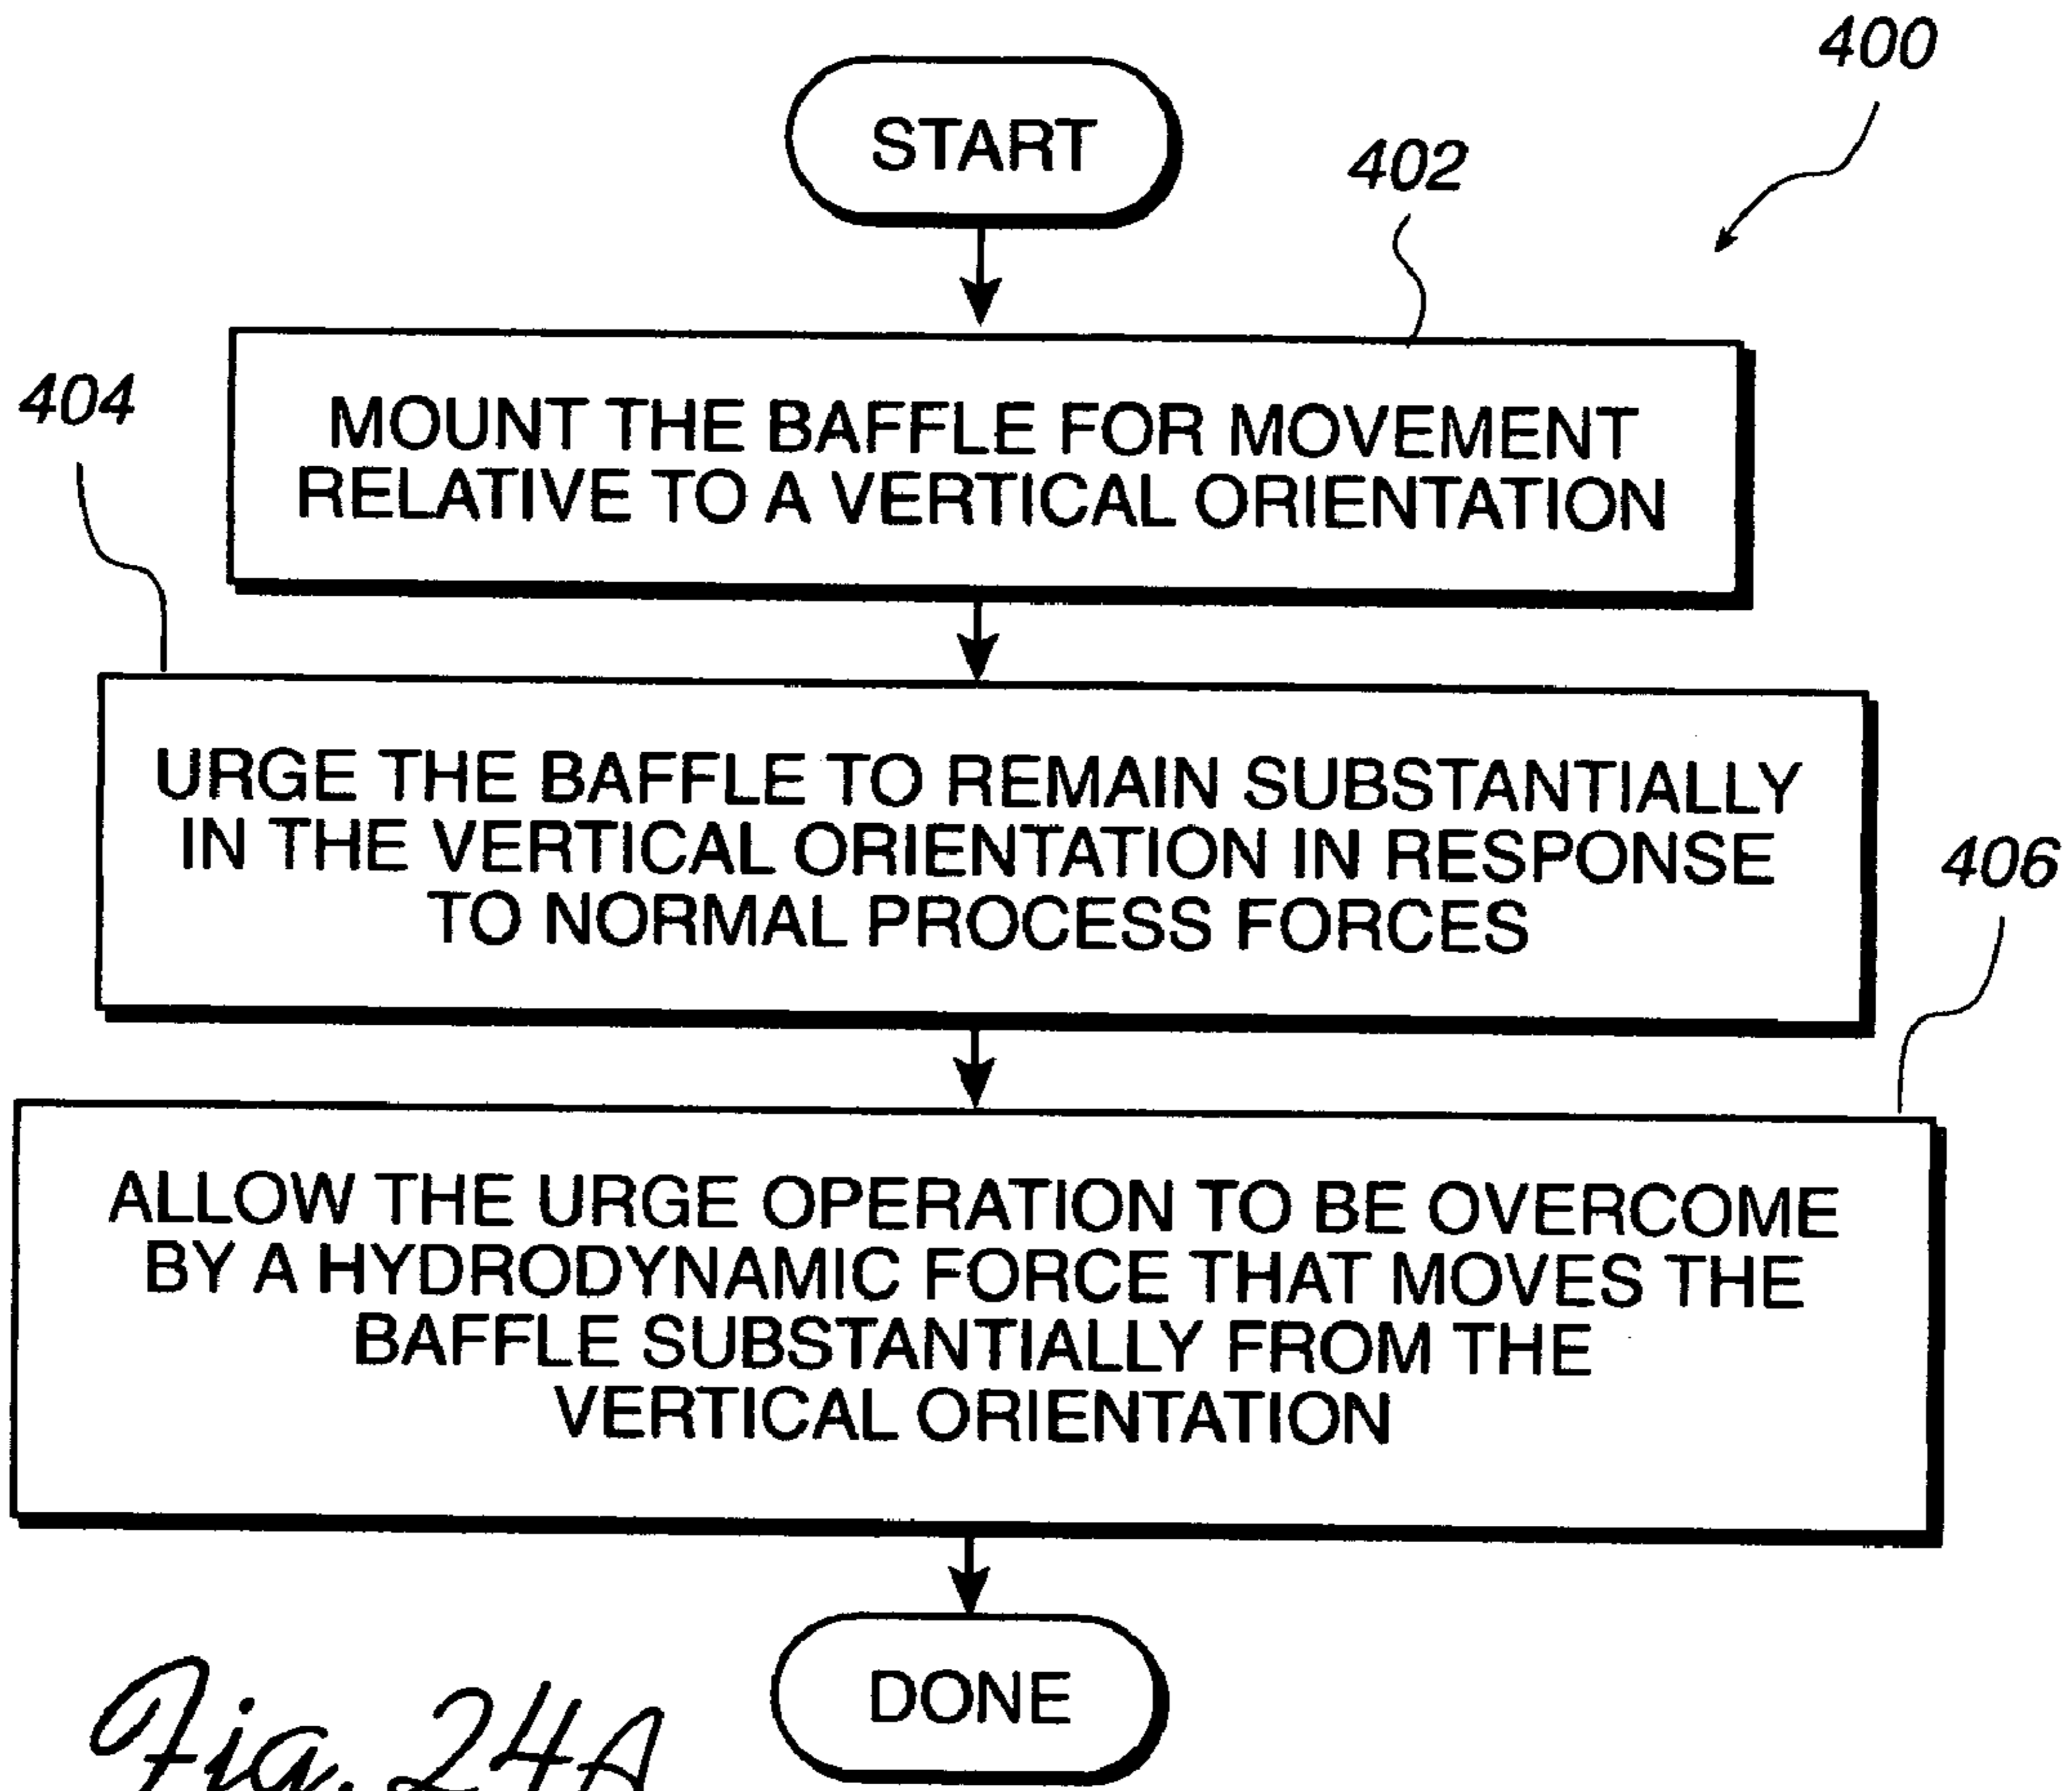 400
START
402
MOUNT THE BAFFLE FOR MOVEMENT
RELATIVE TO A VERTICAL ORIENTATION
404
URGE THE BAFFLE TO REMAIN SUBSTANTIALLY
IN THE VERTICAL ORIENTATION IN RESPONSE
TO NORMAL PROCESS FORCES
406
ALLOW THE URGE OPERATION TO BE OVERCOME
BY A HYDRODYNAMIC FORCE THAT MOVES THE
BAFFLE SUBSTANTIALLY FROM THE
VERTICAL ORIENTATION
DONE
Fig. 24A